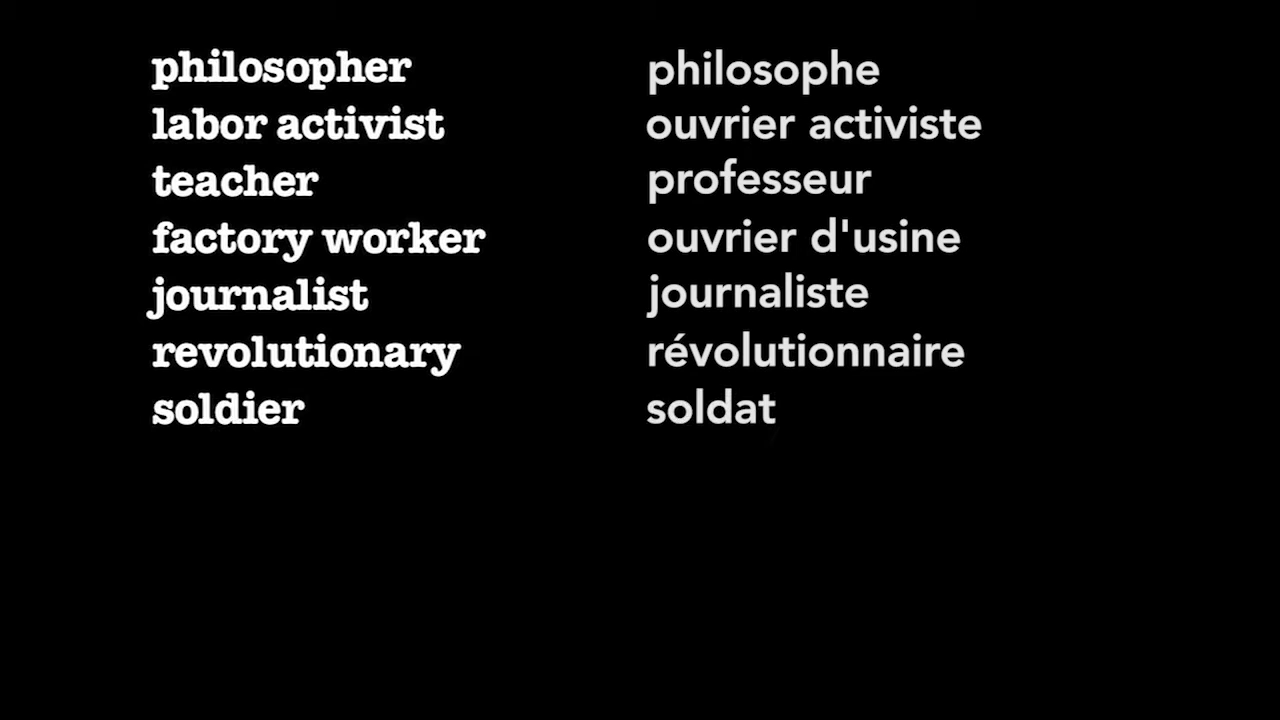 philosopher philosophe
labor activist ouvrier activiste
teacher professeur
factory worker ouvrier d'usine
journalist journaliste
revolutionary révolutionnaire
soldier soldat